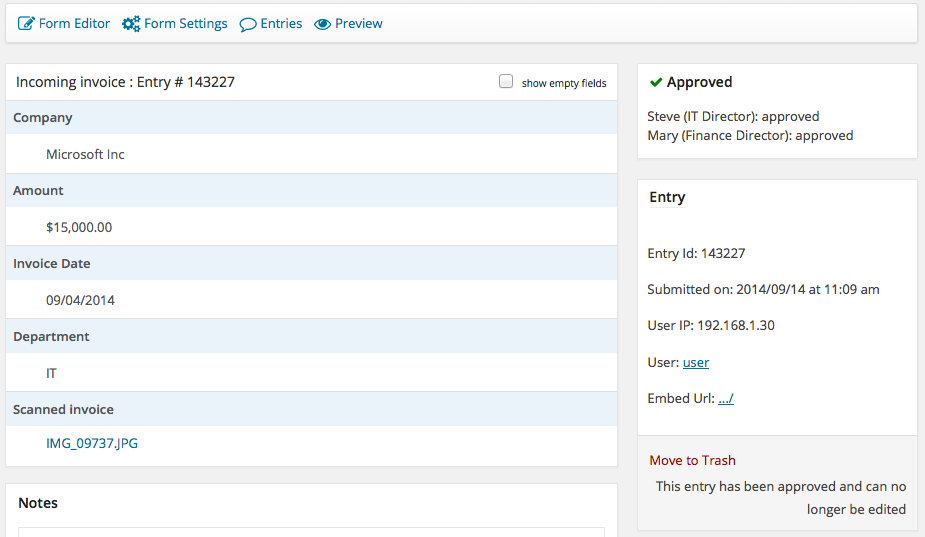 Form Editor Form Settings Entries Preview
Incoming invoice : Entry # 143227 show empty fields
Company
Microsoft Inc
Amount
$15,000.00
Invoice Date
09/04/2014
Department
IT
Scanned invoice
IMG_09737.JPG
Notes
Approved
Steve (IT Director): approved
Mary (Finance Director): approved
Entry
Entry Id: 143227
Submitted on: 2014/09/14 at 11:09 am
User IP: 192.168.1.30
User: user
Embed Url: .../
Move to Trash
This entry has been approved and can no
longer be edited